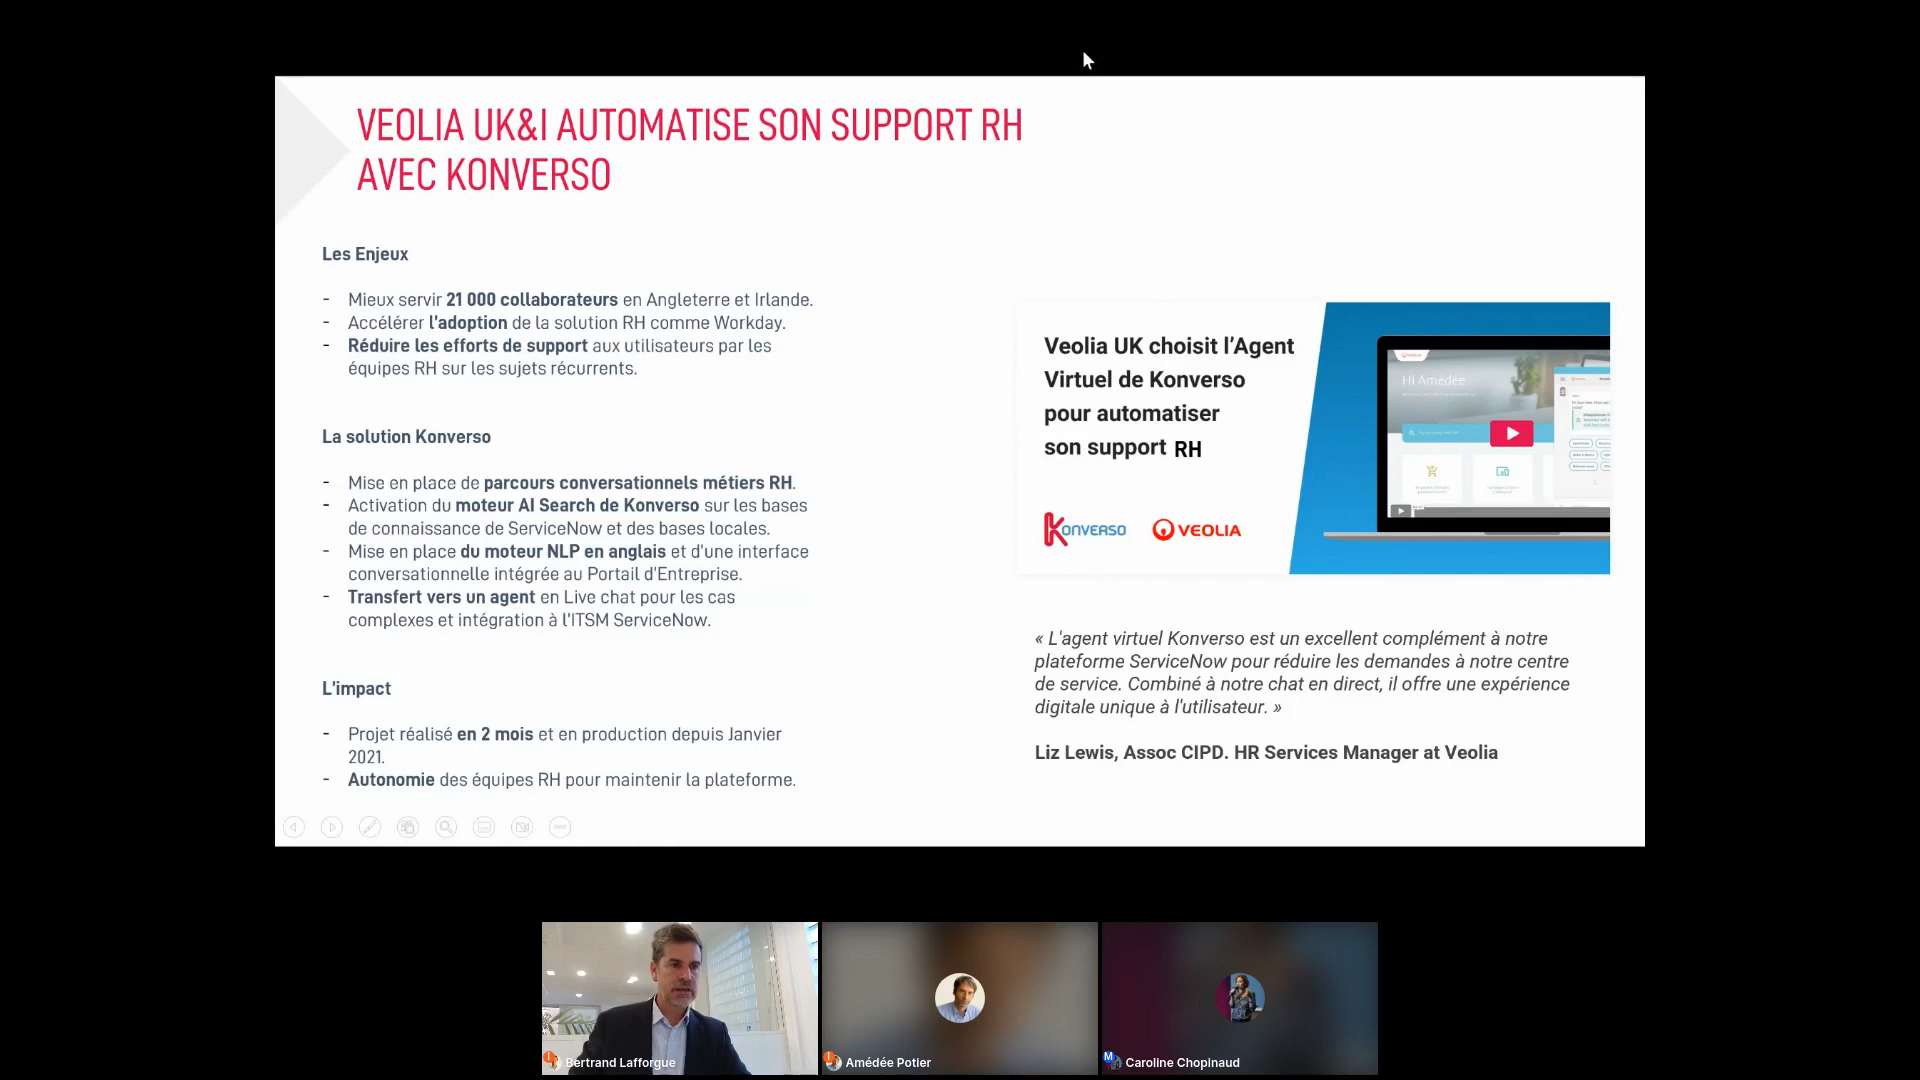 VEOLIA UK&I AUTOMATISE SON SUPPORT RH
AVEC KONVERSO
Les Enjeux
- Mieux servir 21 000 collaborateurs en Angleterre et Irlande.
- Accélérer l'adoption de la solution RH comme Workday.
- Réduire les efforts de support aux utilisateurs par les
équipes RH sur les sujets récurrents.
La solution Konverso
- Mise en place de parcours conversationnels métiers RH.
- Activation du moteur AI Search de Konverso sur les bases
de connaissance de ServiceNow et des bases locales.
- Mise en place du moteur NLP en anglais et d'une interface
conversationnelle intégrée au Portail d'Entreprise.
- Transfert vers un agent en Live chat pour les cas
complexes et intégration à l'ITSM ServiceNow.
L'impact
- Projet réalisé en 2 mois et en production depuis Janvier
2021.
- Autonomie des équipes RH pour maintenir la plateforme.
Veolia UK choisit l'Agent
Virtuel de Konverso
pour automatiser
son support RH
KONVERSO
VEOLIA
Hi Amédée
« L'agent virtuel Konverso est un excellent complément à notre
plateforme ServiceNow pour réduire les demandes à notre centre
de service. Combiné à notre chat en direct, il offre une expérience
digitale unique à l'utilisateur. »
Liz Lewis, Assoc CIPD. HR Services Manager at Veolia
Bertrand Lafforgue
Amédée Potier
M
Caroline Chopinaud